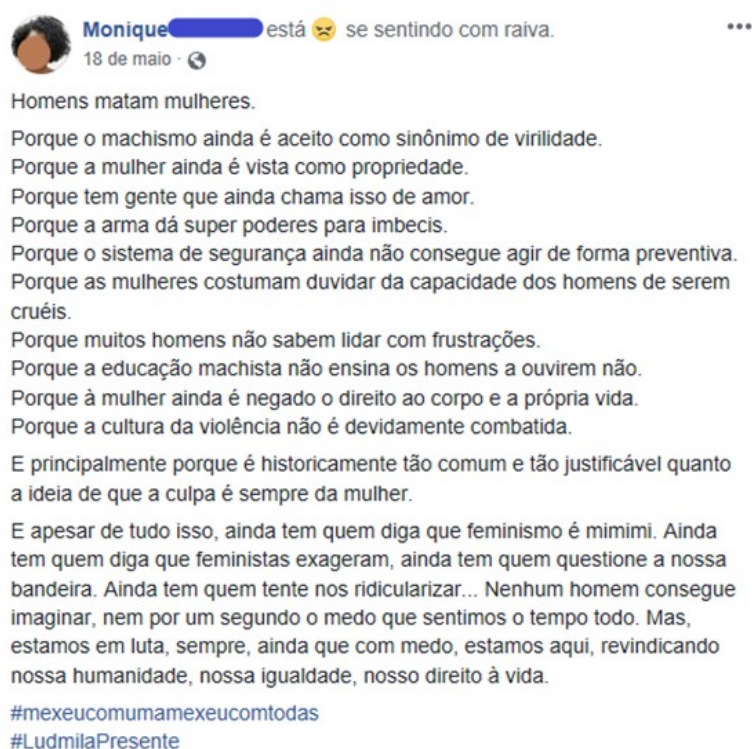 Monique está se sentindo com raiva.
18 de maio ·
Homens matam mulheres.
Porque o machismo ainda é aceito como sinônimo de virilidade.
Porque a mulher ainda é vista como propriedade.
Porque tem gente que ainda chama isso de amor.
Porque a arma dá super poderes para imbecis.
Porque o sistema de segurança ainda não consegue agir de forma preventiva.
Porque as mulheres costumam duvidar da capacidade dos homens de serem
cruéis.
Porque muitos homens não sabem lidar com frustrações.
Porque a educação machista não ensina os homens a ouvirem não.
Porque à mulher ainda é negado o direito ao corpo e a própria vida.
Porque a cultura da violência não é devidamente combatida.
E principalmente porque é historicamente tão comum e tão justificável quanto
a ideia de que a culpa é sempre da mulher.
E apesar de tudo isso, ainda tem quem diga que feminismo é mimimi. Ainda
tem quem diga que feministas exageram, ainda tem quem questione a nossa
bandeira. Ainda tem quem tente nos ridicularizar... Nenhum homem consegue
imaginar, nem por um segundo o medo que sentimos o tempo todo. Mas,
estamos em luta, sempre, ainda que com medo, estamos aqui, revindicando
nossa humanidade, nossa igualdade, nosso direito à vida.
#mexeucomumamexeucomtodas
#LudmilaPresente